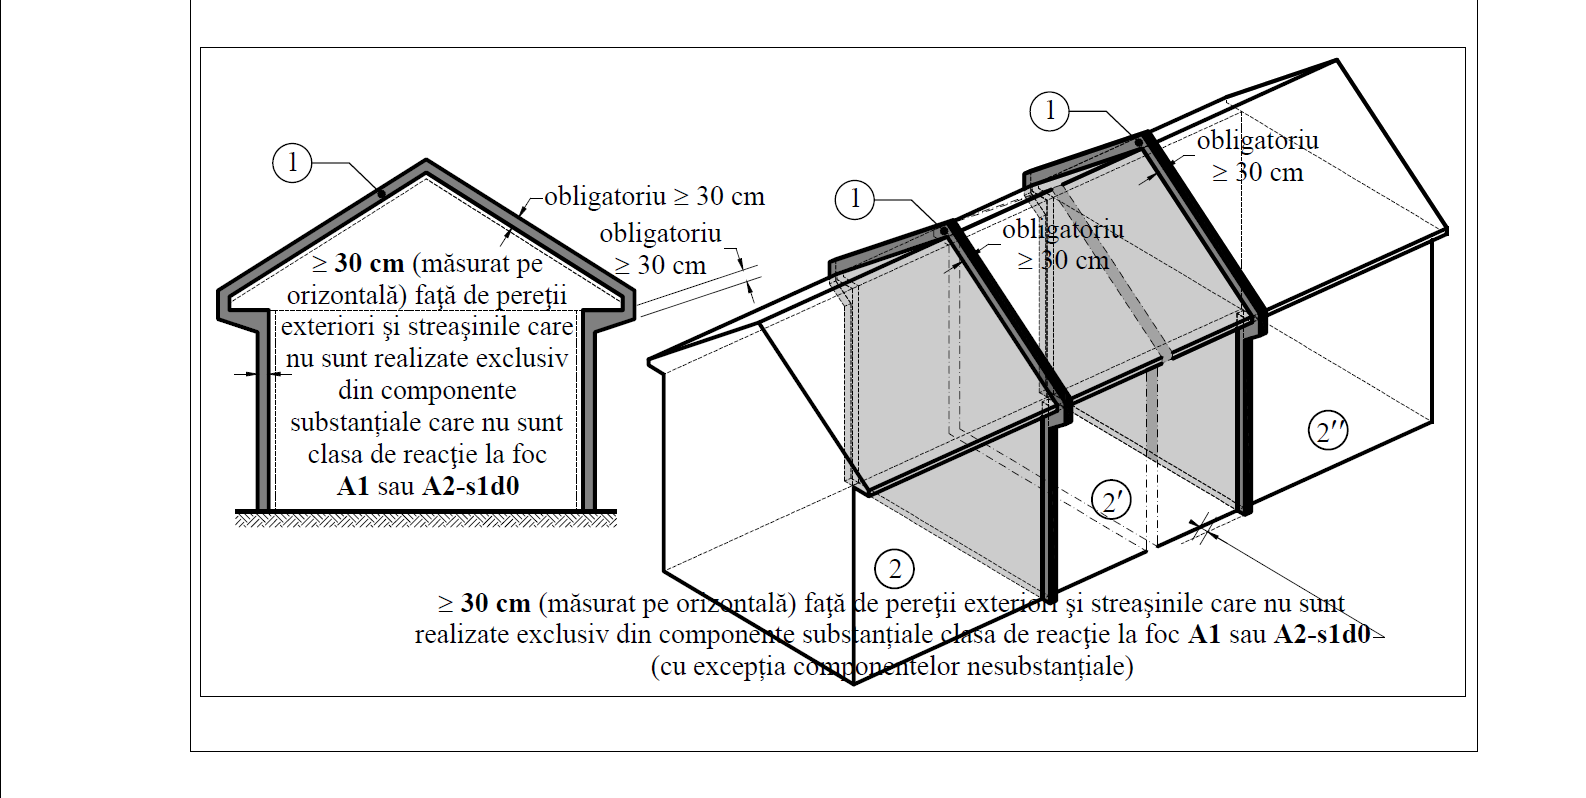 1
obligatoriu ≥ 30 cm
obligatoriu
≥ 30 cm
≥ 30 cm (măsurat pe
orizontală) faţă de pereţii
exteriori şi streaşinile care
nu sunt realizate exclusiv
din componente
substanțiale care nu sunt
clasa de reacţie la foc
A1 sau A2-s1d0
1
obligatoriu
≥ 30 cm
1
obligatoriu
≥ 30 cm
2
2′
2′′
≥ 30 cm (măsurat pe orizontală) faţă de pereţii exteriori şi streaşinile care nu sunt
realizate exclusiv din componente substanțiale clasa de reacţie la foc A1 sau A2-s1d0
(cu excepția componentelor nesubstanțiale)